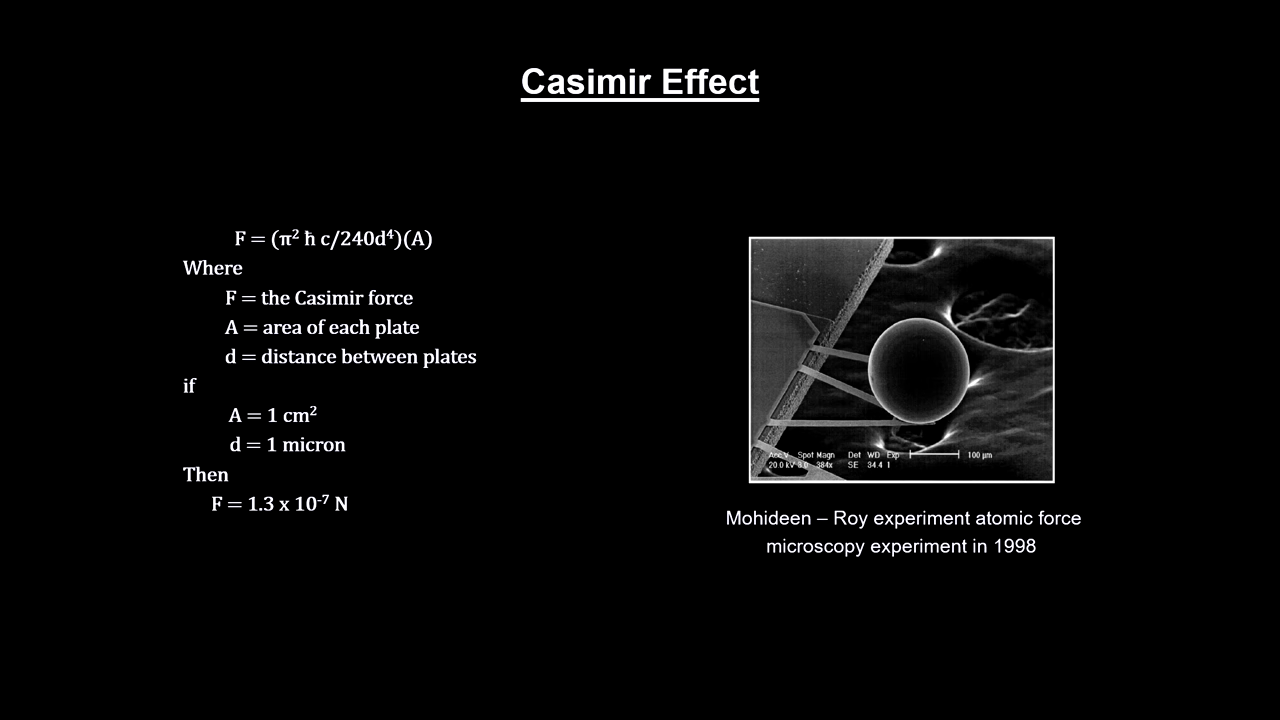 Casimir Effect
F = (π² ħ c/240d⁴)(A)
Where
F = the Casimir force
A = area of each plate
d = distance between plates
if
A = 1 cm²
d = 1 micron
Then
F = 1.3 x 10⁻⁷ N
Acc.V Spot Magn Det WD Exp 100 µm
20.0 kV 3.0 384x SE 34.4 1
Mohideen – Roy experiment atomic force
microscopy experiment in 1998